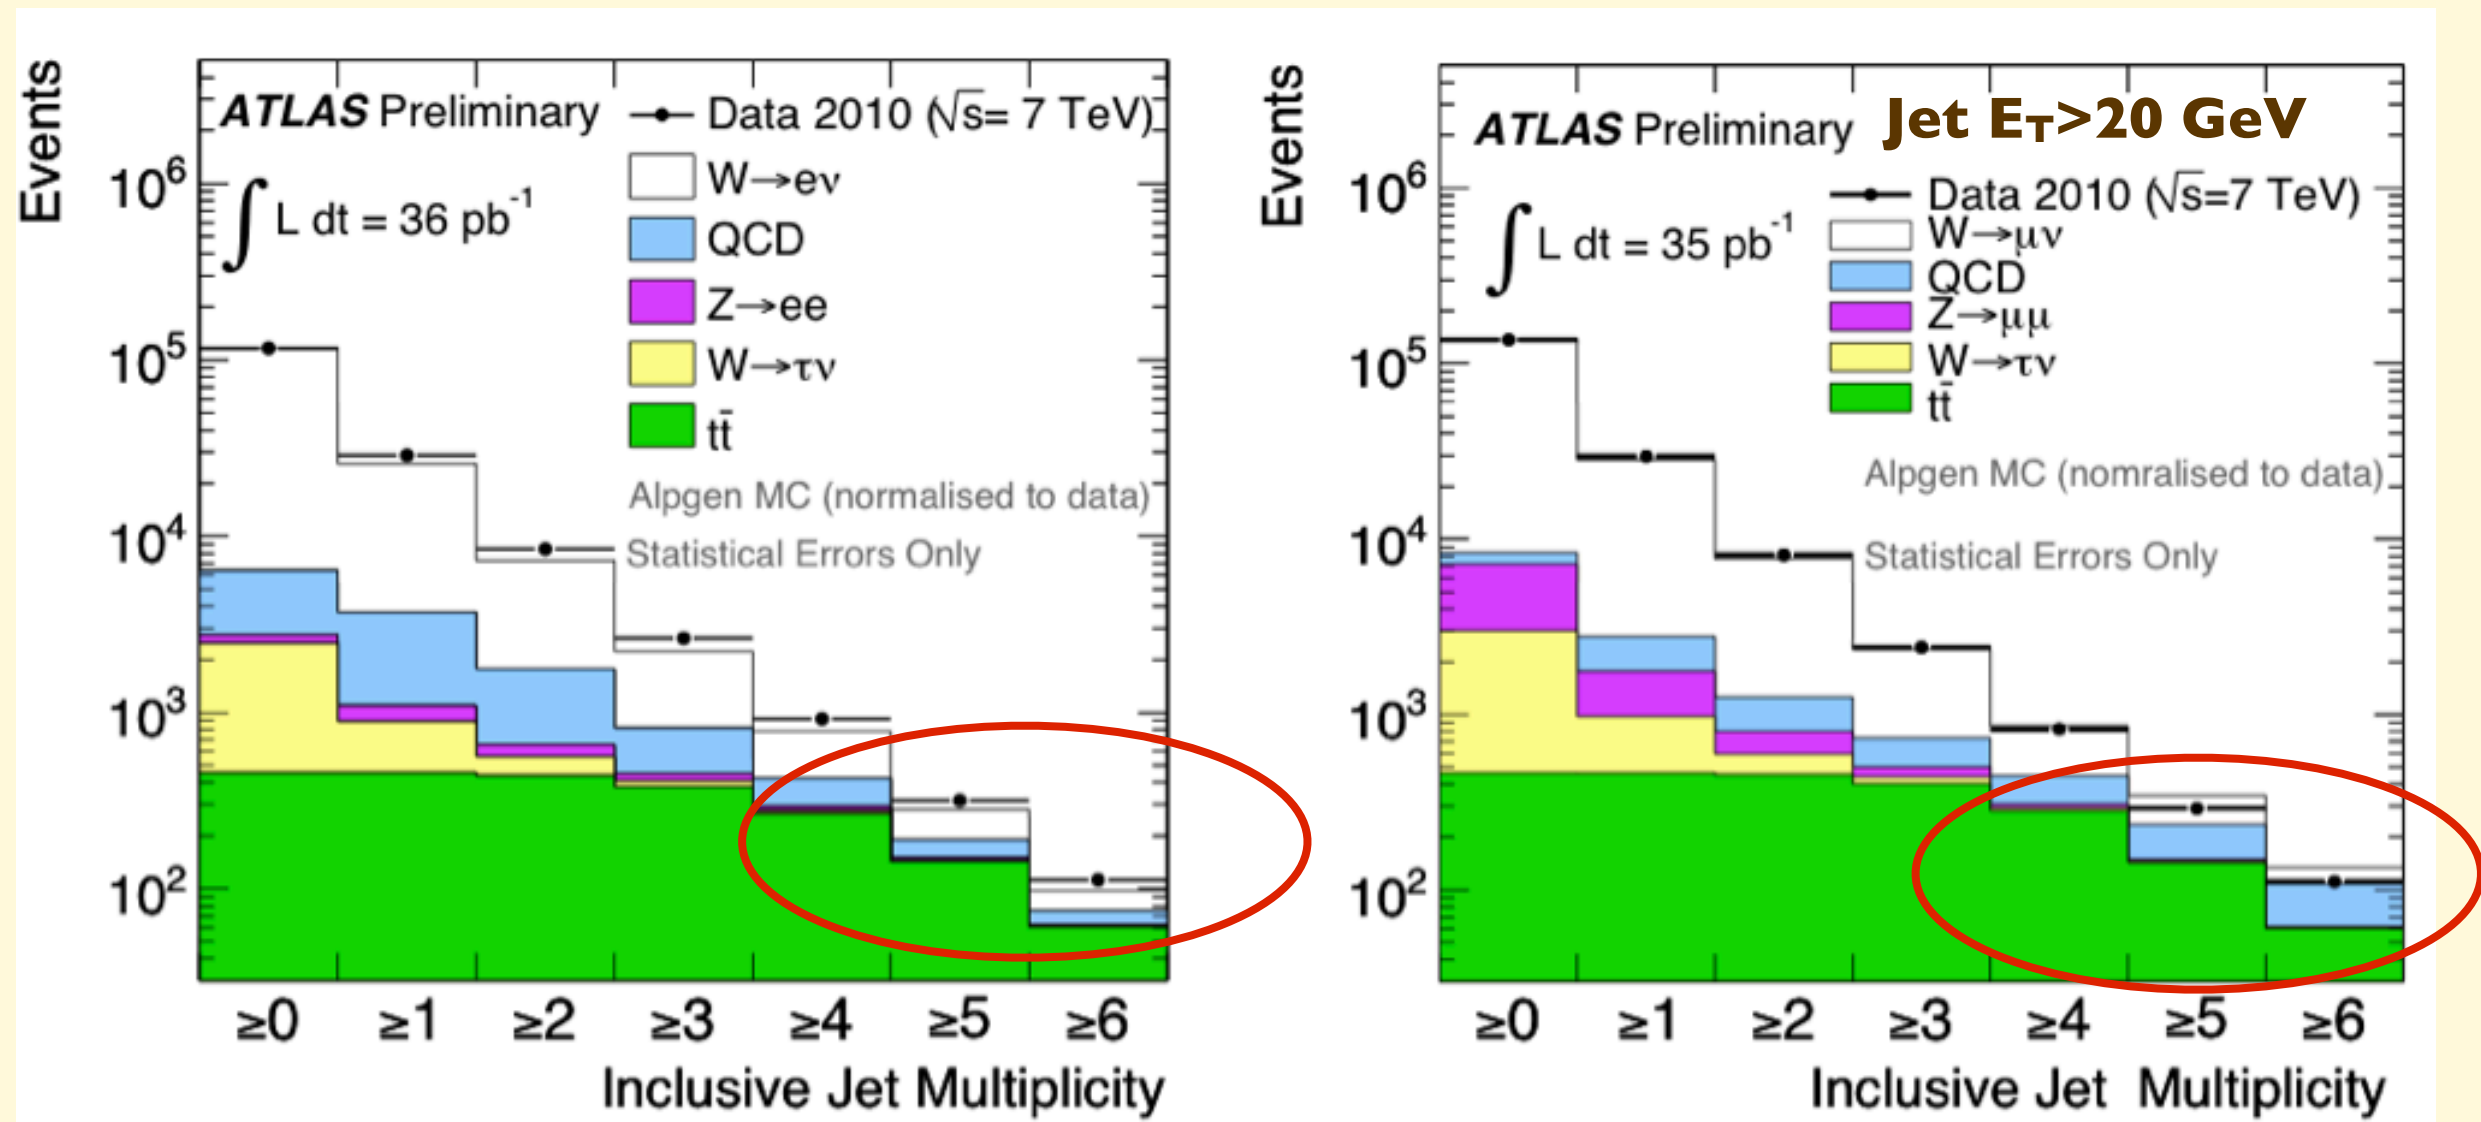 Events
ATLAS Preliminary
∫ L dt = 36 pb⁻¹
Data 2010 (√s= 7 TeV)
W→eν
QCD
Z→ee
W→τν
tt̄
Alpgen MC (normalised to data)
Statistical Errors Only
10⁶
10⁵
10⁴
10³
10²
≥0 ≥1 ≥2 ≥3 ≥4 ≥5 ≥6
Inclusive Jet Multiplicity
Events
ATLAS Preliminary
Jet E_T>20 GeV
∫ L dt = 35 pb⁻¹
Data 2010 (√s=7 TeV)
W→μν
QCD
Z→μμ
W→τν
tt̄
Alpgen MC (nomralised to data)
Statistical Errors Only
10⁶
10⁵
10⁴
10³
10²
≥0 ≥1 ≥2 ≥3 ≥4 ≥5 ≥6
Inclusive Jet Multiplicity